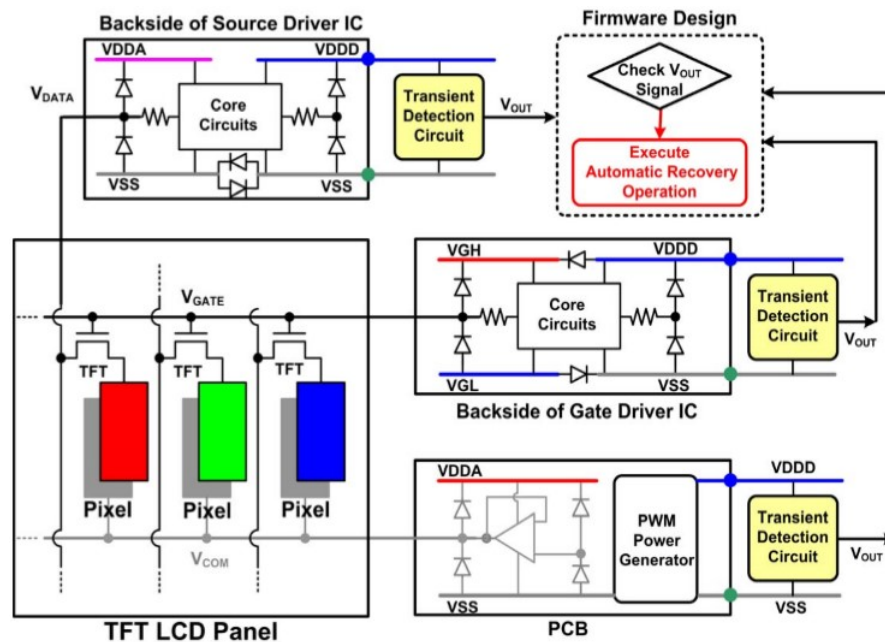 Backside of Source Driver IC
VDDA
VDDD
VDATA
Core
Circuits
VSS
VSS
Transient
Detection
Circuit
VOUT
Firmware Design
Check VOUT
Signal
Execute
Automatic Recovery
Operation
VGATE
TFT
TFT
TFT
Pixel
Pixel
Pixel
VCOM
TFT LCD Panel
VGH
VDDD
Core
Circuits
VGL
VSS
Backside of Gate Driver IC
Transient
Detection
Circuit
VOUT
VDDA
PWM
Power
Generator
VSS
PCB
VDDD
Transient
Detection
Circuit
VOUT
VSS